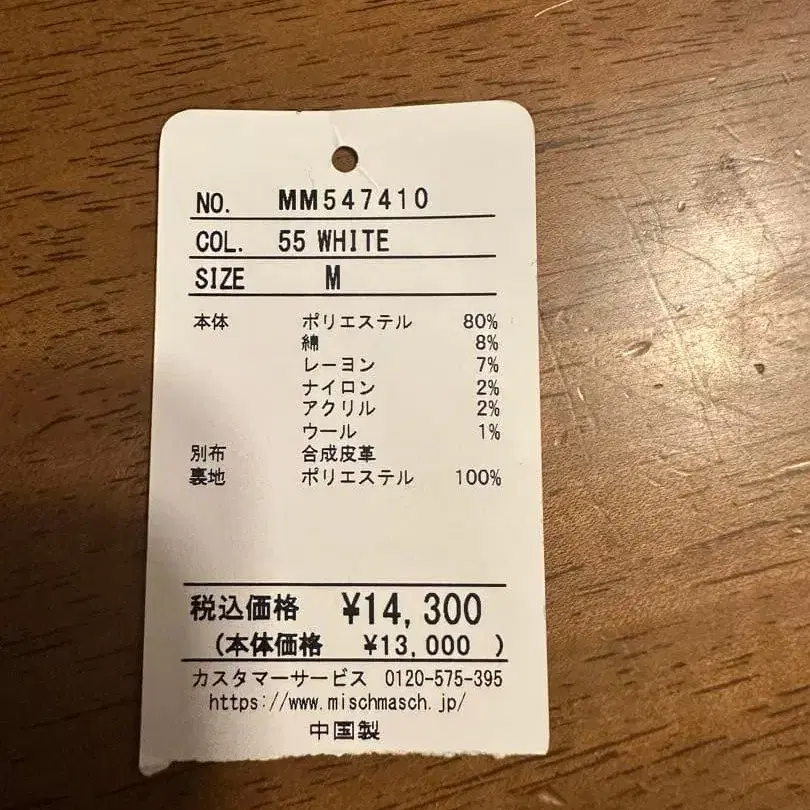 NO. MM547410
COL. 55 WHITE
SIZE M
本体 ポリエステル 80%
綿 8%
レーヨン 7%
ナイロン 2%
アクリル 2%
ウール 1%
別布 合成皮革
裏地 ポリエステル 100%
税込価格 ¥14,300
(本体価格 ¥13,000 )
カスタマーサービス 0120-575-395
https://www.mischmasch.jp/
中国製